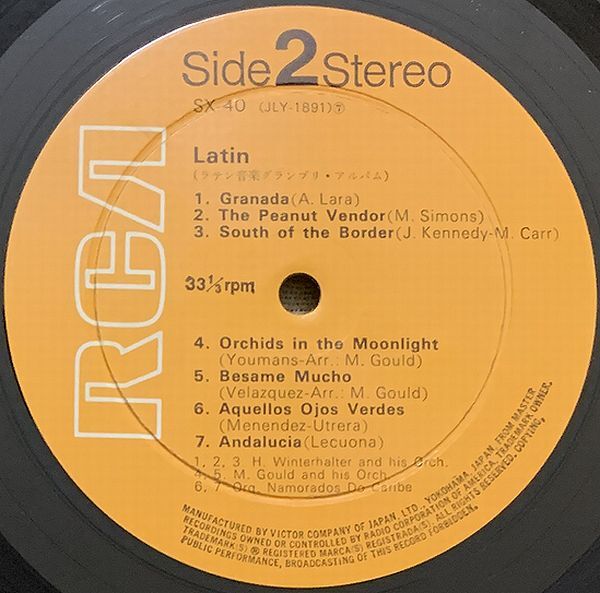 Side 2 Stereo
SX-40 (JLY-1891)⑦
RCA
Latin
(ラテン音楽グランプリ・アルバム)
1. Granada(A. Lara)
2. The Peanut Vendor(M. Simons)
3. South of the Border(J. Kennedy-M. Carr)
33⅓rpm
4. Orchids in the Moonlight
(Youmans-Arr.: M. Gould)
5. Besame Mucho
(Velazquez-Arr.: M. Gould)
6. Aquellos Ojos Verdes
(Menendez-Utrera)
7. Andalucia(Lecuona)
1, 2, 3 H. Winterhalter and his Orch.
4, 5. M. Gould and his Orch.
6, 7 Orq. Namorados Do Caribe
MANUFACTURED BY VICTOR COMPANY OF JAPAN, LTD., YOKOHAMA, JAPAN, FROM MASTER
RECORDINGS OWNED OR CONTROLLED BY RADIO CORPORATION OF AMERICA, TRADEMARK OWNER.
TRADEMARK(S) ® REGISTERED MARCA(S) REGISTRADA(S). ALL RIGHTS RESERVED. COPYING,
PUBLIC PERFORMANCE, BROADCASTING OF THIS RECORD FORBIDDEN.